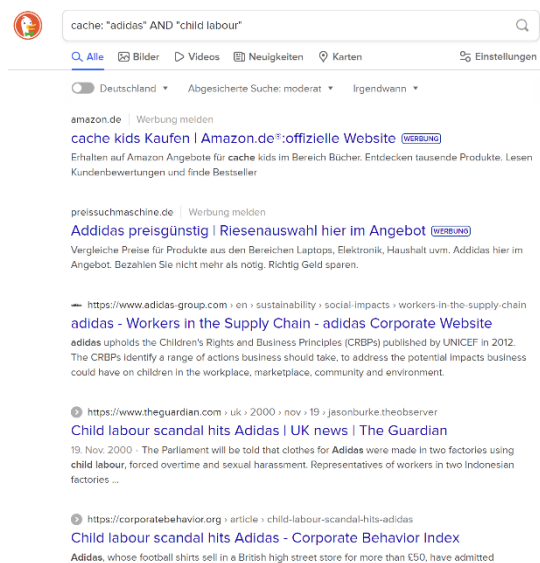 cache: "adidas" AND "child labour"
Alle Bilder Videos Neuigkeiten Karten Einstellungen
Deutschland Abgesicherte Suche: moderat Irgendwann
amazon.de Werbung melden
cache kids Kaufen | Amazon.de®:offizielle Website WERBUNG
Erhalten auf Amazon Angebote für cache kids im Bereich Bücher. Entdecken tausende Produkte. Lesen
Kundenbewertungen und finde Bestseller
preissuchmaschine.de Werbung melden
Addidas preisgünstig | Riesenauswahl hier im Angebot WERBUNG
Vergleiche Preise für Produkte aus den Bereichen Laptops, Elektronik, Haushalt uvm. Addidas hier im
Angebot. Bezahlen Sie nicht mehr als notig. Richtig Geld sparen.
https://www.adidas-group.com › en › sustainability › social-impacts › workers-in-the-supply-chain
adidas - Workers in the Supply Chain - adidas Corporate Website
adidas upholds the Children's Rights and Business Principles (CRBPs) published by UNICEF in 2012.
The CRBPs identify a range of actions business should take, to address the potential impacts business
could have on children in the workplace, marketplace, community and environment.
https://www.theguardian.com › uk › 2000 › nov › 19 › jasonburke.theobserver
Child labour scandal hits Adidas | UK news | The Guardian
19. Nov. 2000 · The Parliament will be told that clothes for Adidas were made in two factories using
child labour, forced overtime and sexual harassment. Representatives of workers in two Indonesian
factories ...
https://corporatebehavior.org › article › child-labour-scandal-hits-adidas
Child labour scandal hits Adidas - Corporate Behavior Index
Adidas, whose football shirts sell in a British high street store for more than £50, have admitted